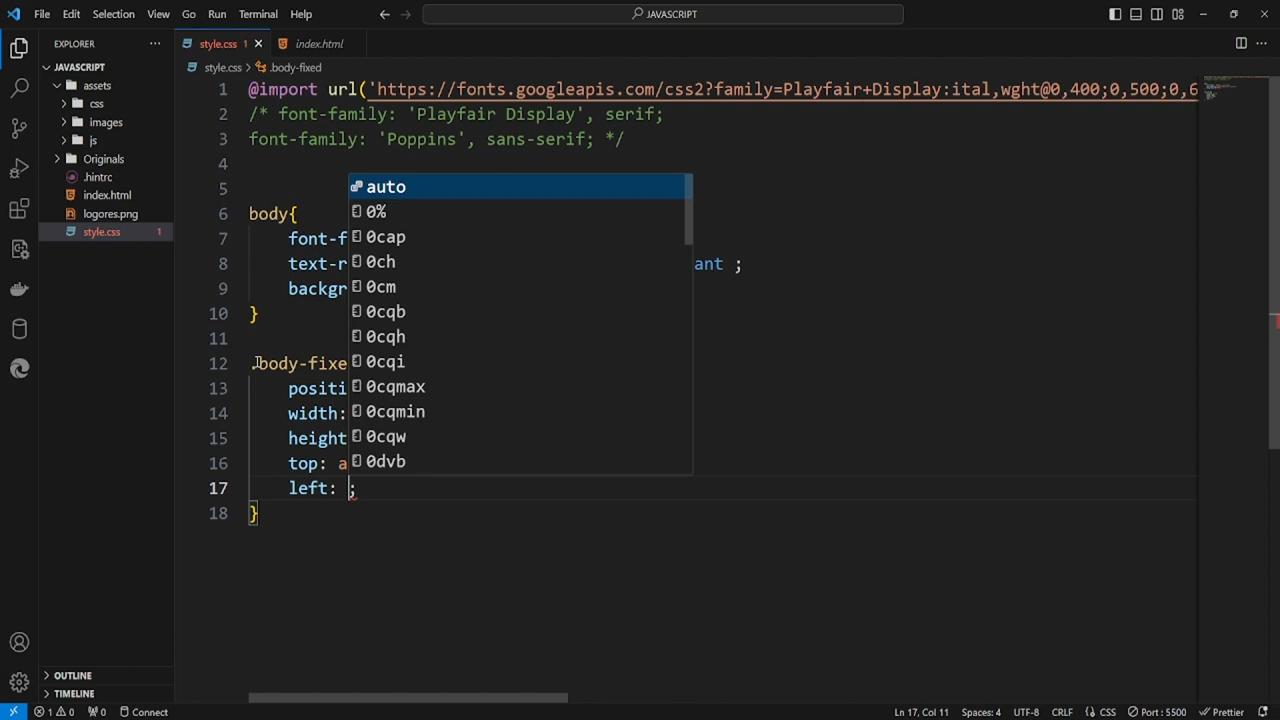 File Edit Selection View Go Run Terminal Help
JAVASCRIPT
EXPLORER
style.css 1
index.html
JAVASCRIPT
style.css > .body-fixed
assets
css
images
js
Originals
.hintrc
index.html
logores.png
style.css 1
1 @import url('https://fonts.googleapis.com/css2?family=Playfair+Display:ital,wght@0,400;0,500;0,6
2 /* font-family: 'Playfair Display', serif;
3 font-family: 'Poppins', sans-serif; */
4
5
6 body{
7 font-f
8 text-r ant ;
9 backgr
10 }
11
12 .body-fixe
13 positi
14 width:
15 height
16 top: a
17 left: ;
18 }
auto
0%
0cap
0ch
0cm
0cqb
0cqh
0cqi
0cqmax
0cqmin
0cqw
0dvb
OUTLINE
TIMELINE
1 0 0 Connect Ln 17, Col 11 Spaces: 4 UTF-8 CRLF {} CSS Port : 5500 Prettier